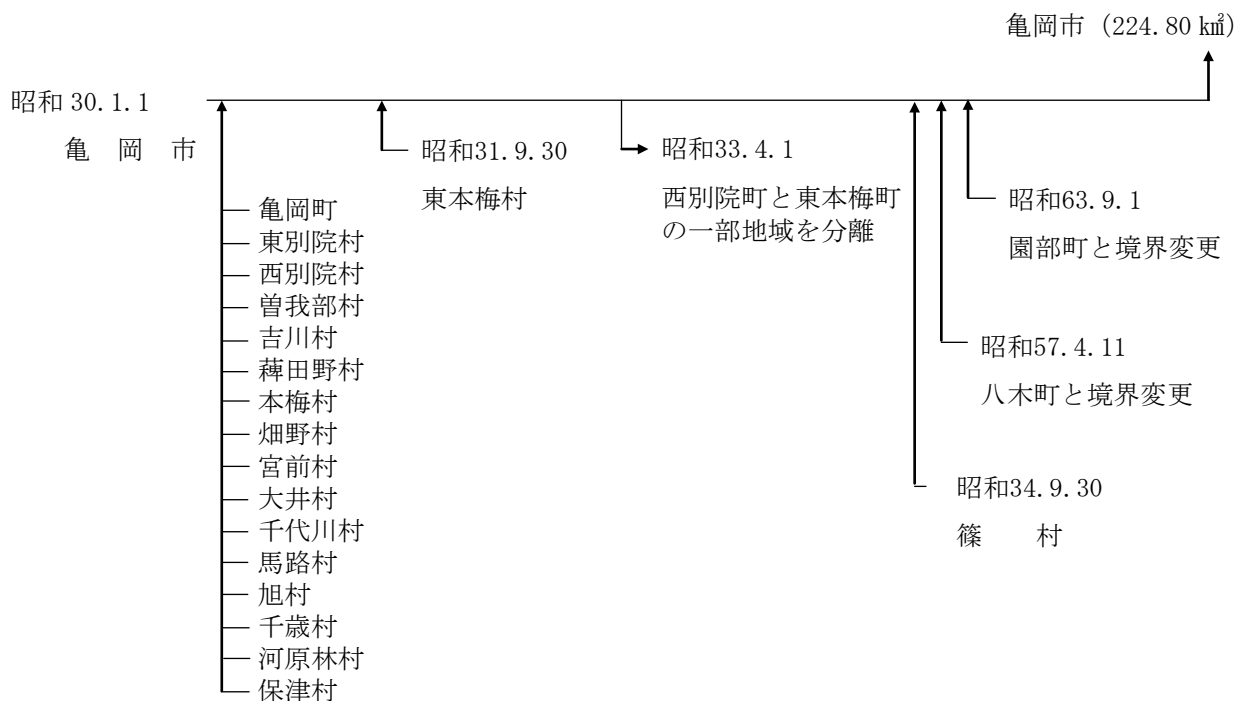 亀岡市 (224.80 ㎢)
昭和 30.1.1
亀 岡 市
亀岡町
東別院村
西別院村
曽我部村
吉川村
薭田野村
本梅村
畑野村
宮前村
大井村
千代川村
馬路村
旭村
千歳村
河原林村
保津村
昭和31.9.30
東本梅村
昭和33.4.1
西別院町と東本梅町
の一部地域を分離
昭和34.9.30
篠 村
昭和57.4.11
八木町と境界変更
昭和63.9.1
園部町と境界変更